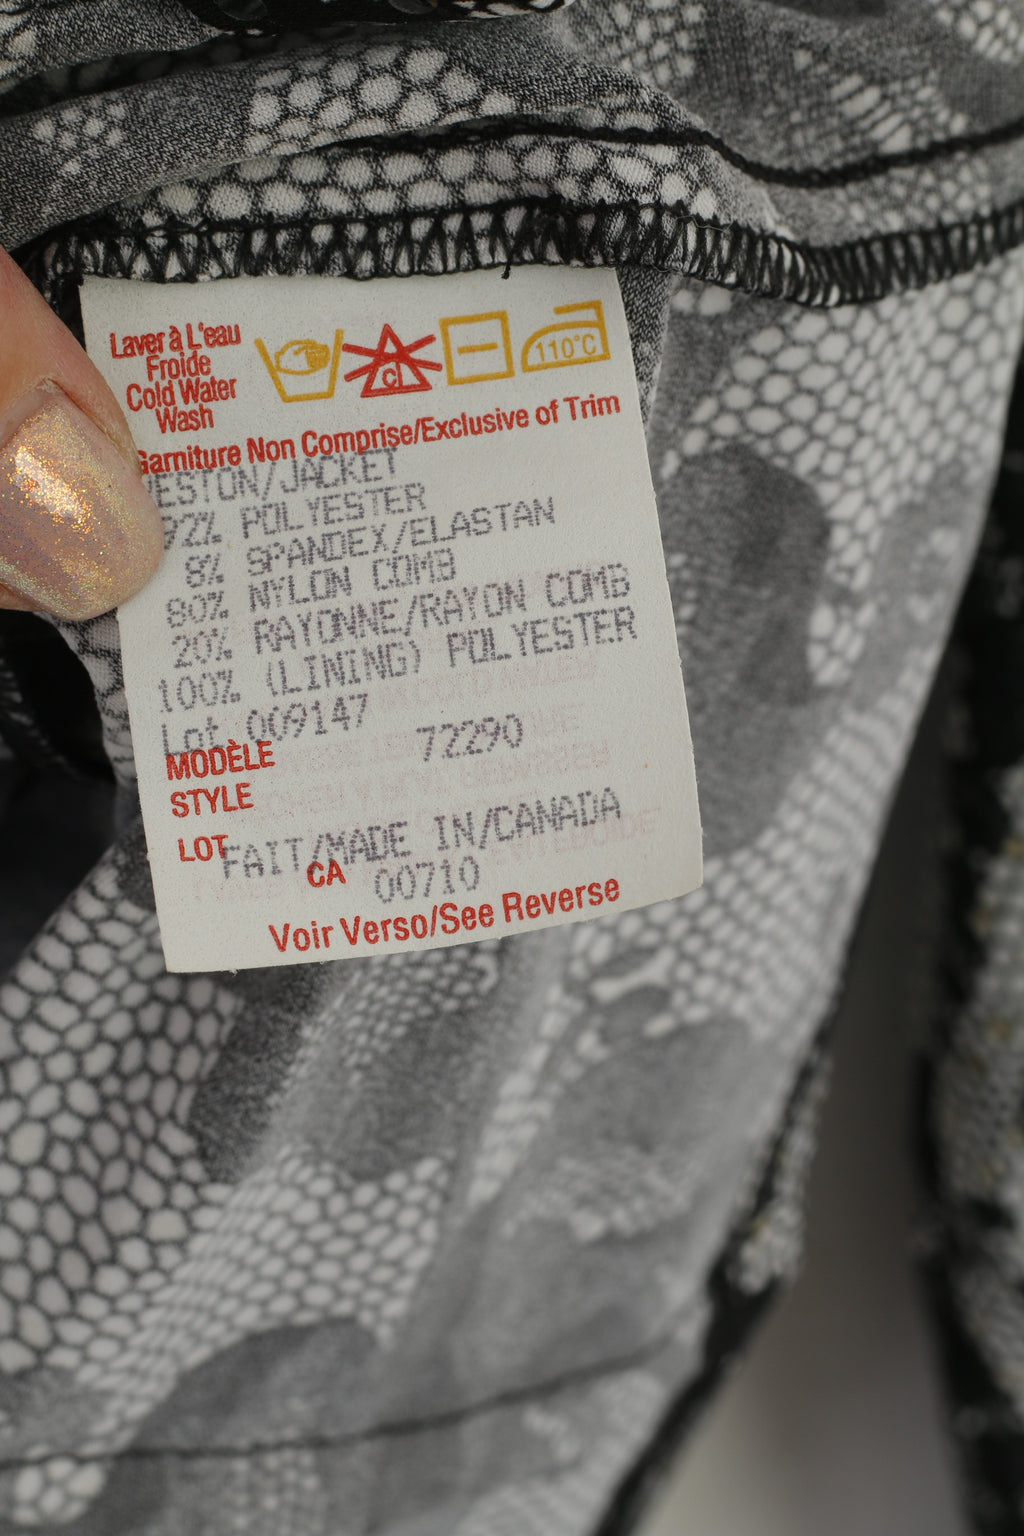 Laver à L'eau
Froide
Cold Water
Wash
cl
110°C
Garniture Non Comprise/Exclusive of Trim
VESTON/JACKET
92% POLYESTER
8% SPANDEX/ELASTAN
80% NYLON COMB
20% RAYONNE/RAYON COMB
100% (LINING) POLYESTER
Lot 009147
MODÈLE 72290
STYLE
LOT
FAIT/MADE IN/CANADA
CA 00710
Voir Verso/See Reverse